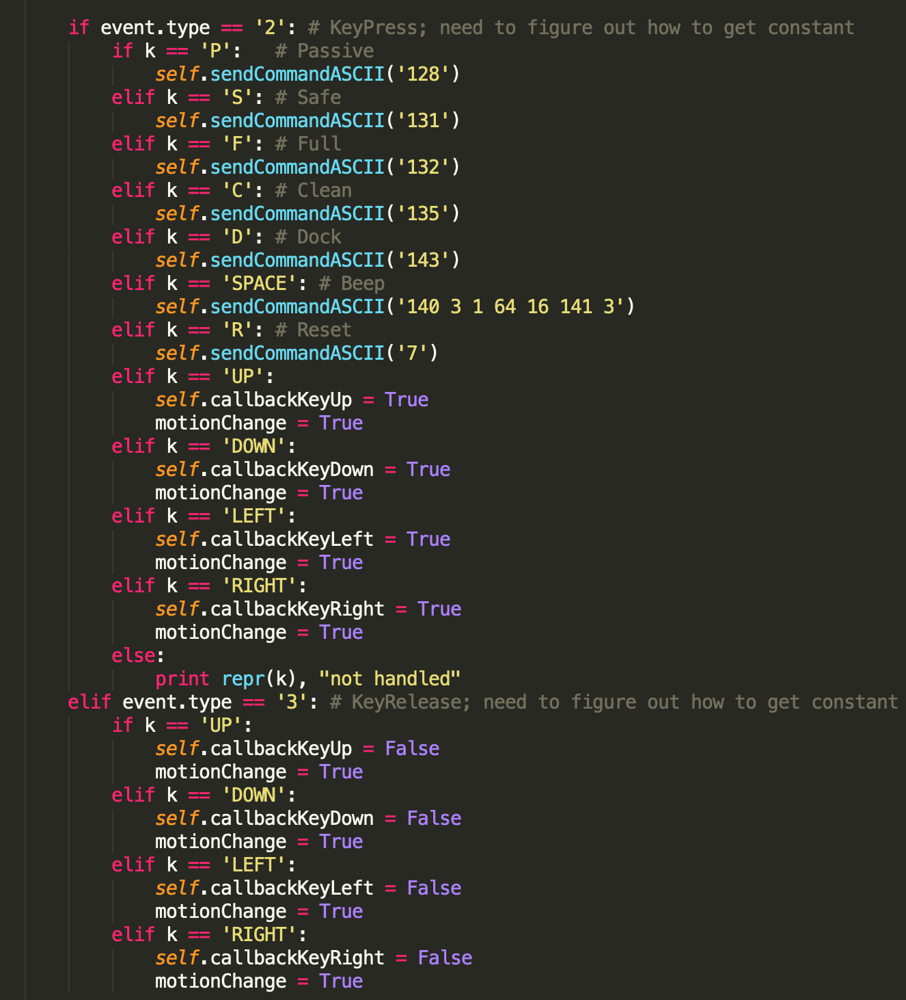 if event.type == '2': # KeyPress; need to figure out how to get constant
    if k == 'P':   # Passive
        self.sendCommandASCII('128')
    elif k == 'S': # Safe
        self.sendCommandASCII('131')
    elif k == 'F': # Full
        self.sendCommandASCII('132')
    elif k == 'C': # Clean
        self.sendCommandASCII('135')
    elif k == 'D': # Dock
        self.sendCommandASCII('143')
    elif k == 'SPACE': # Beep
        self.sendCommandASCII('140 3 1 64 16 141 3')
    elif k == 'R': # Reset
        self.sendCommandASCII('7')
    elif k == 'UP':
        self.callbackKeyUp = True
        motionChange = True
    elif k == 'DOWN':
        self.callbackKeyDown = True
        motionChange = True
    elif k == 'LEFT':
        self.callbackKeyLeft = True
        motionChange = True
    elif k == 'RIGHT':
        self.callbackKeyRight = True
        motionChange = True
    else:
        print repr(k), "not handled"
elif event.type == '3': # KeyRelease; need to figure out how to get constant
    if k == 'UP':
        self.callbackKeyUp = False
        motionChange = True
    elif k == 'DOWN':
        self.callbackKeyDown = False
        motionChange = True
    elif k == 'LEFT':
        self.callbackKeyLeft = False
        motionChange = True
    elif k == 'RIGHT':
        self.callbackKeyRight = False
        motionChange = True